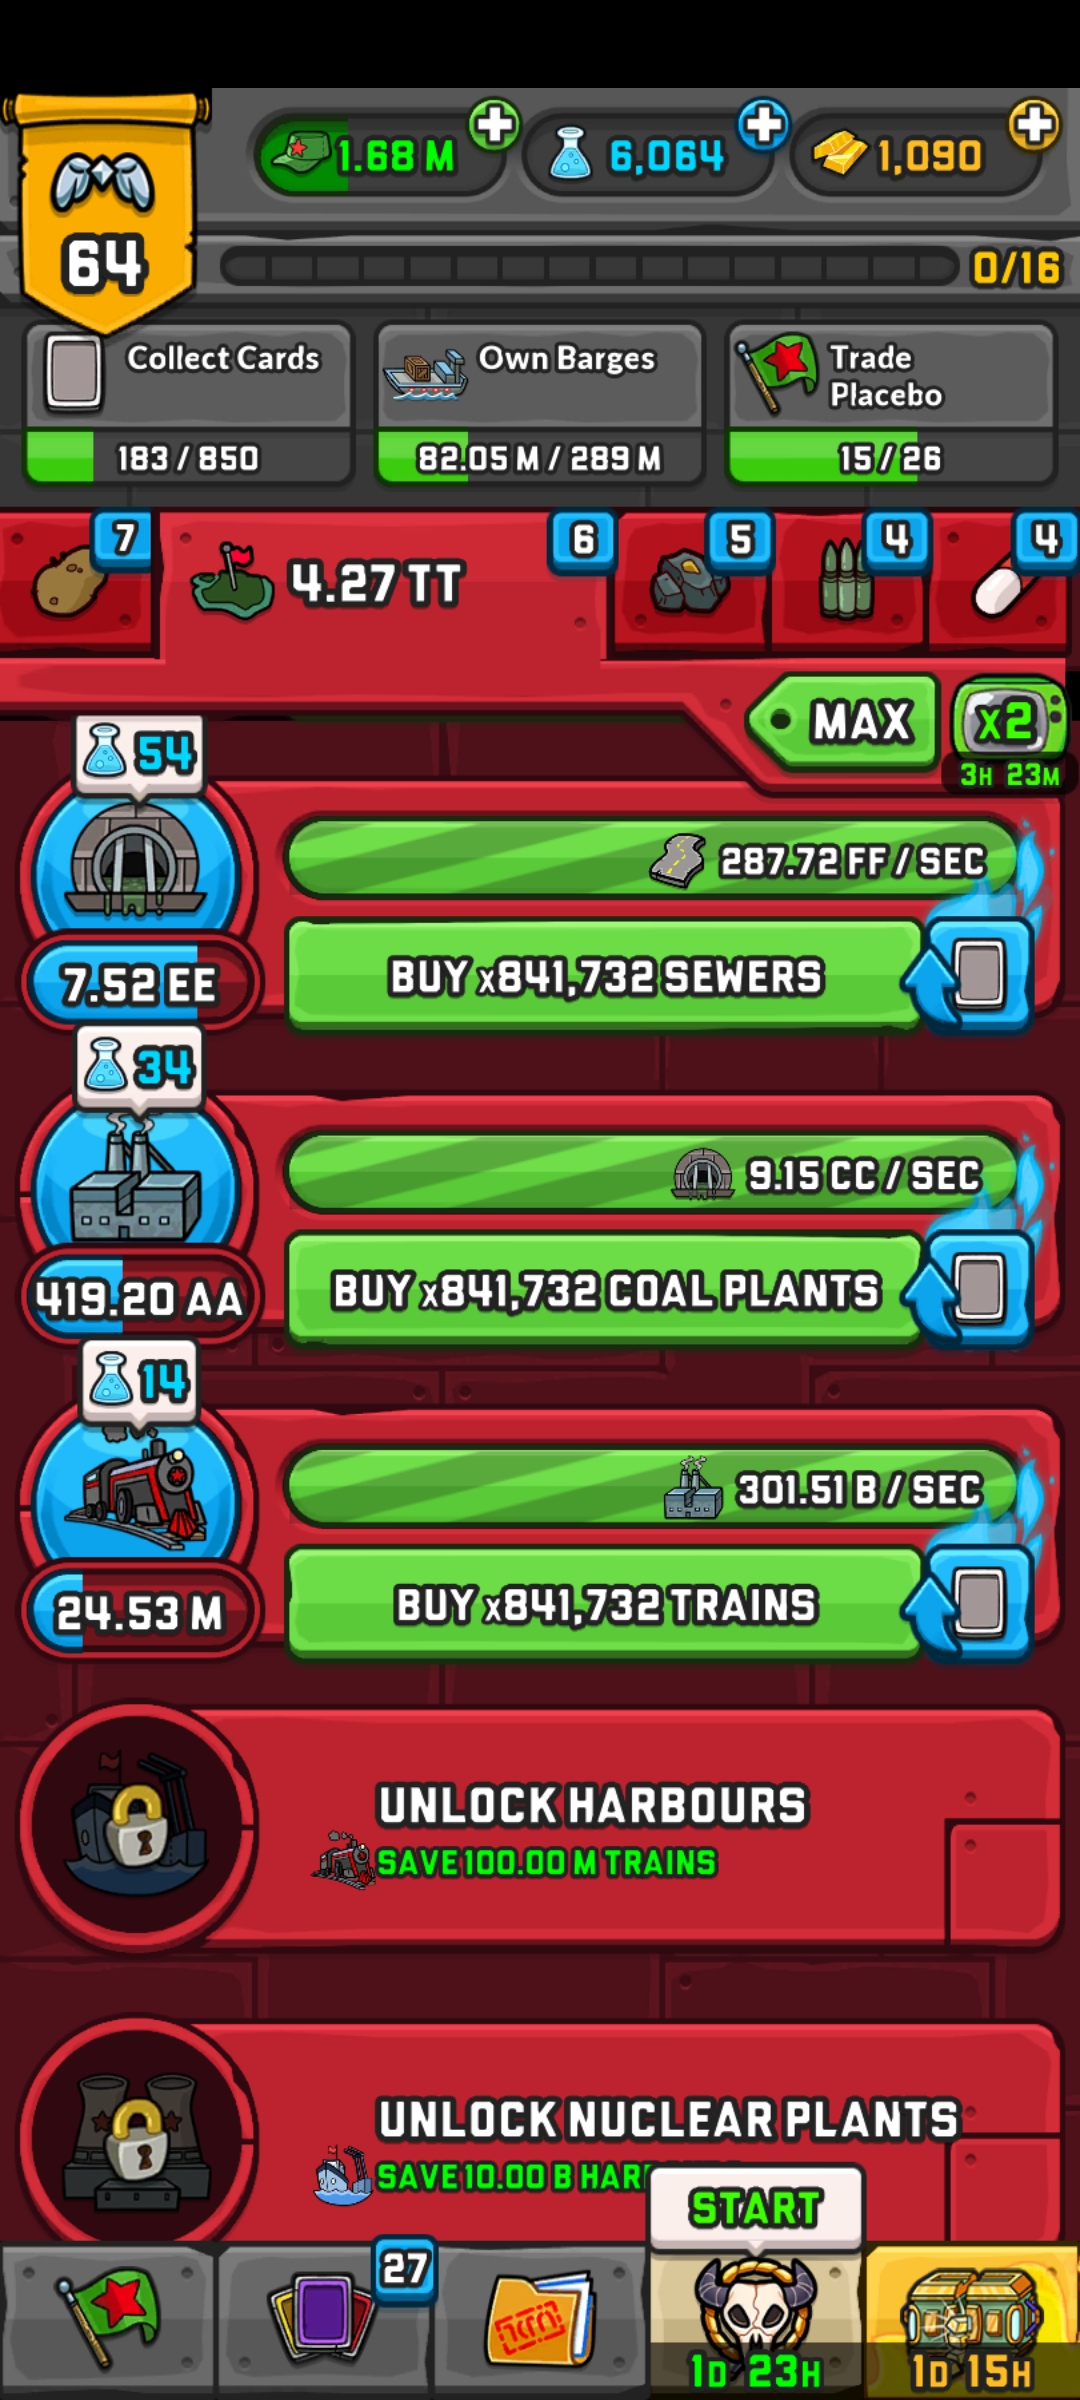 64
1.68 M
6,064
1,090
0/16
Collect Cards
183 / 850
Own Barges
82.05 M / 289 M
Trade
Placebo
15 / 26
7
4.27 TT
6
5
4
4
MAX
x2
3H 23M
54
287.72 FF / SEC
7.52 EE
BUY x841,732 SEWERS
34
9.15 CC / SEC
419.20 AA
BUY x841,732 COAL PLANTS
14
301.51 B / SEC
24.53 M
BUY x841,732 TRAINS
UNLOCK HARBOURS
SAVE 100.00 M TRAINS
UNLOCK NUCLEAR PLANTS
SAVE 10.00 B
START
27
1D 23H
1D 15H